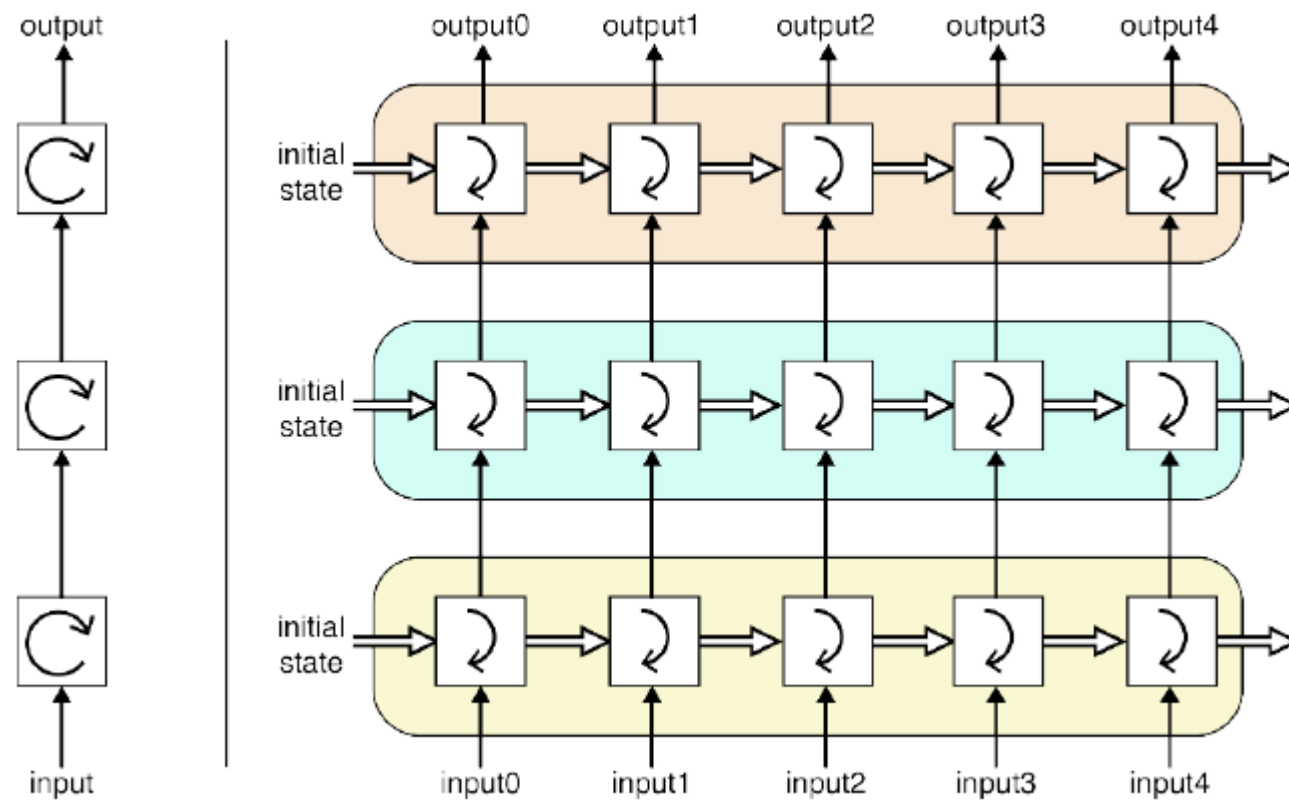 output
output0
output1
output2
output3
output4
initial
state
initial
state
initial
state
input
input0
input1
input2
input3
input4